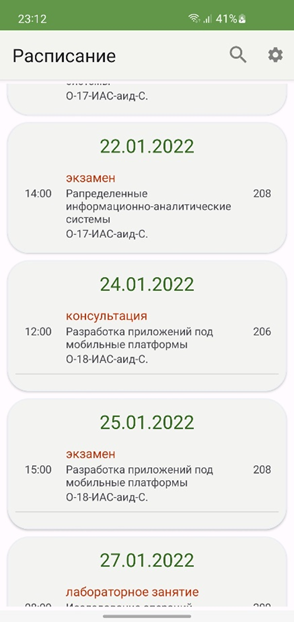 23:12
41%
Расписание
О-17-ИАС-аид-С.
22.01.2022
экзамен
14:00 Рапределенные 208
информационно-аналитические
системы
О-17-ИАС-аид-С.
24.01.2022
консультация
12:00 Разработка приложений под 206
мобильные платформы
О-18-ИАС-аид-С.
25.01.2022
экзамен
15:00 Разработка приложений под 208
мобильные платформы
О-18-ИАС-аид-С.
27.01.2022
лабораторное занятие